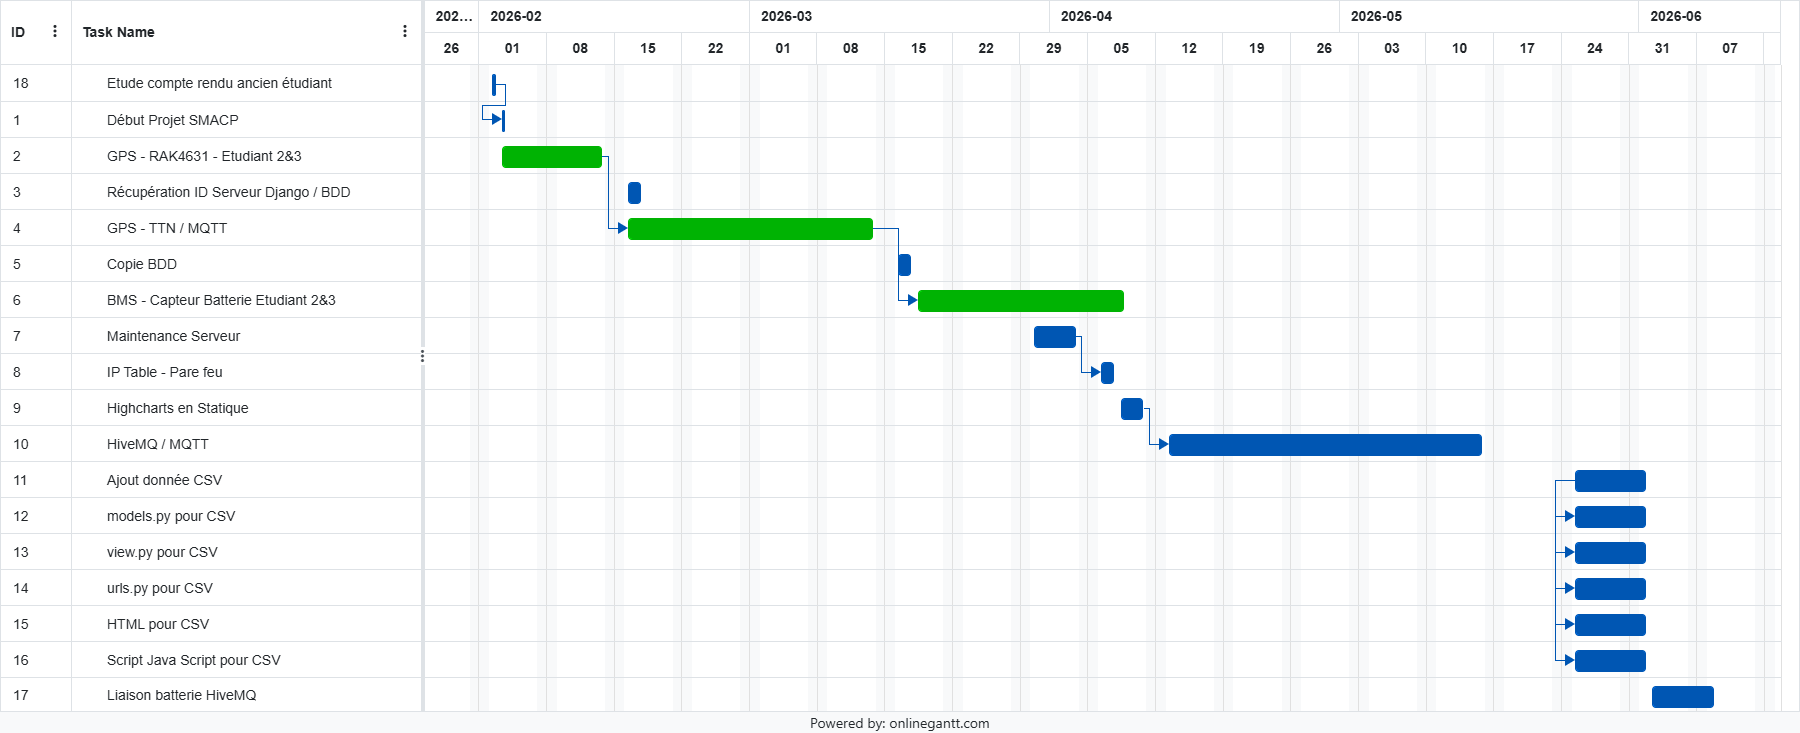 ID Task Name 202... 2026-02 2026-03 2026-04 2026-05 2026-06
26 01 08 15 22 01 08 15 22 29 05 12 19 26 03 10 17 24 31 07
18 Etude compte rendu ancien étudiant
1 Début Projet SMACP
2 GPS - RAK4631 - Etudiant 2&3
3 Récupération ID Serveur Django / BDD
4 GPS - TTN / MQTT
5 Copie BDD
6 BMS - Capteur Batterie Etudiant 2&3
7 Maintenance Serveur
8 IP Table - Pare feu
9 Highcharts en Statique
10 HiveMQ / MQTT
11 Ajout donnée CSV
12 models.py pour CSV
13 view.py pour CSV
14 urls.py pour CSV
15 HTML pour CSV
16 Script Java Script pour CSV
17 Liaison batterie HiveMQ
Powered by: onlinegantt.com